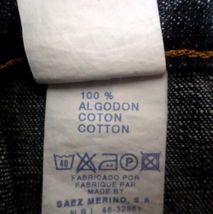 100 %
ALGODON
COTON
COTTON
40 P
FABRICADO POR
FABRIQUE PAR
MADE BY
SAEZ MERINO, S.A.